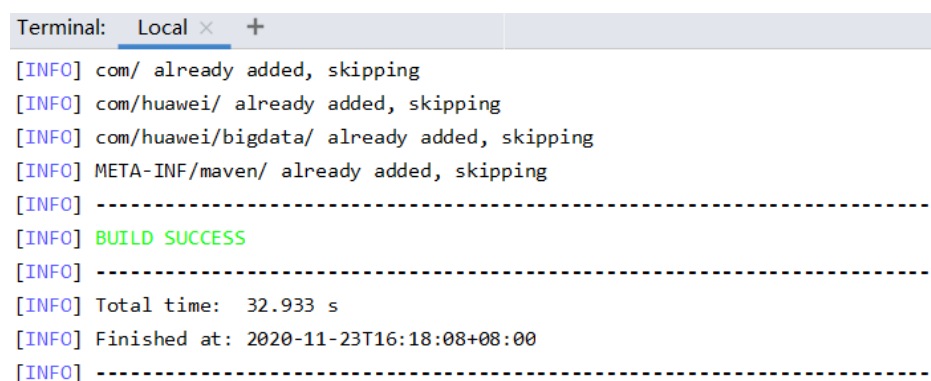 Terminal: Local × +
[INFO] com/ already added, skipping
[INFO] com/huawei/ already added, skipping
[INFO] com/huawei/bigdata/ already added, skipping
[INFO] META-INF/maven/ already added, skipping
[INFO] ------------------------------------------------------------------------
[INFO] BUILD SUCCESS
[INFO] ------------------------------------------------------------------------
[INFO] Total time:  32.933 s
[INFO] Finished at: 2020-11-23T16:18:08+08:00
[INFO] ------------------------------------------------------------------------